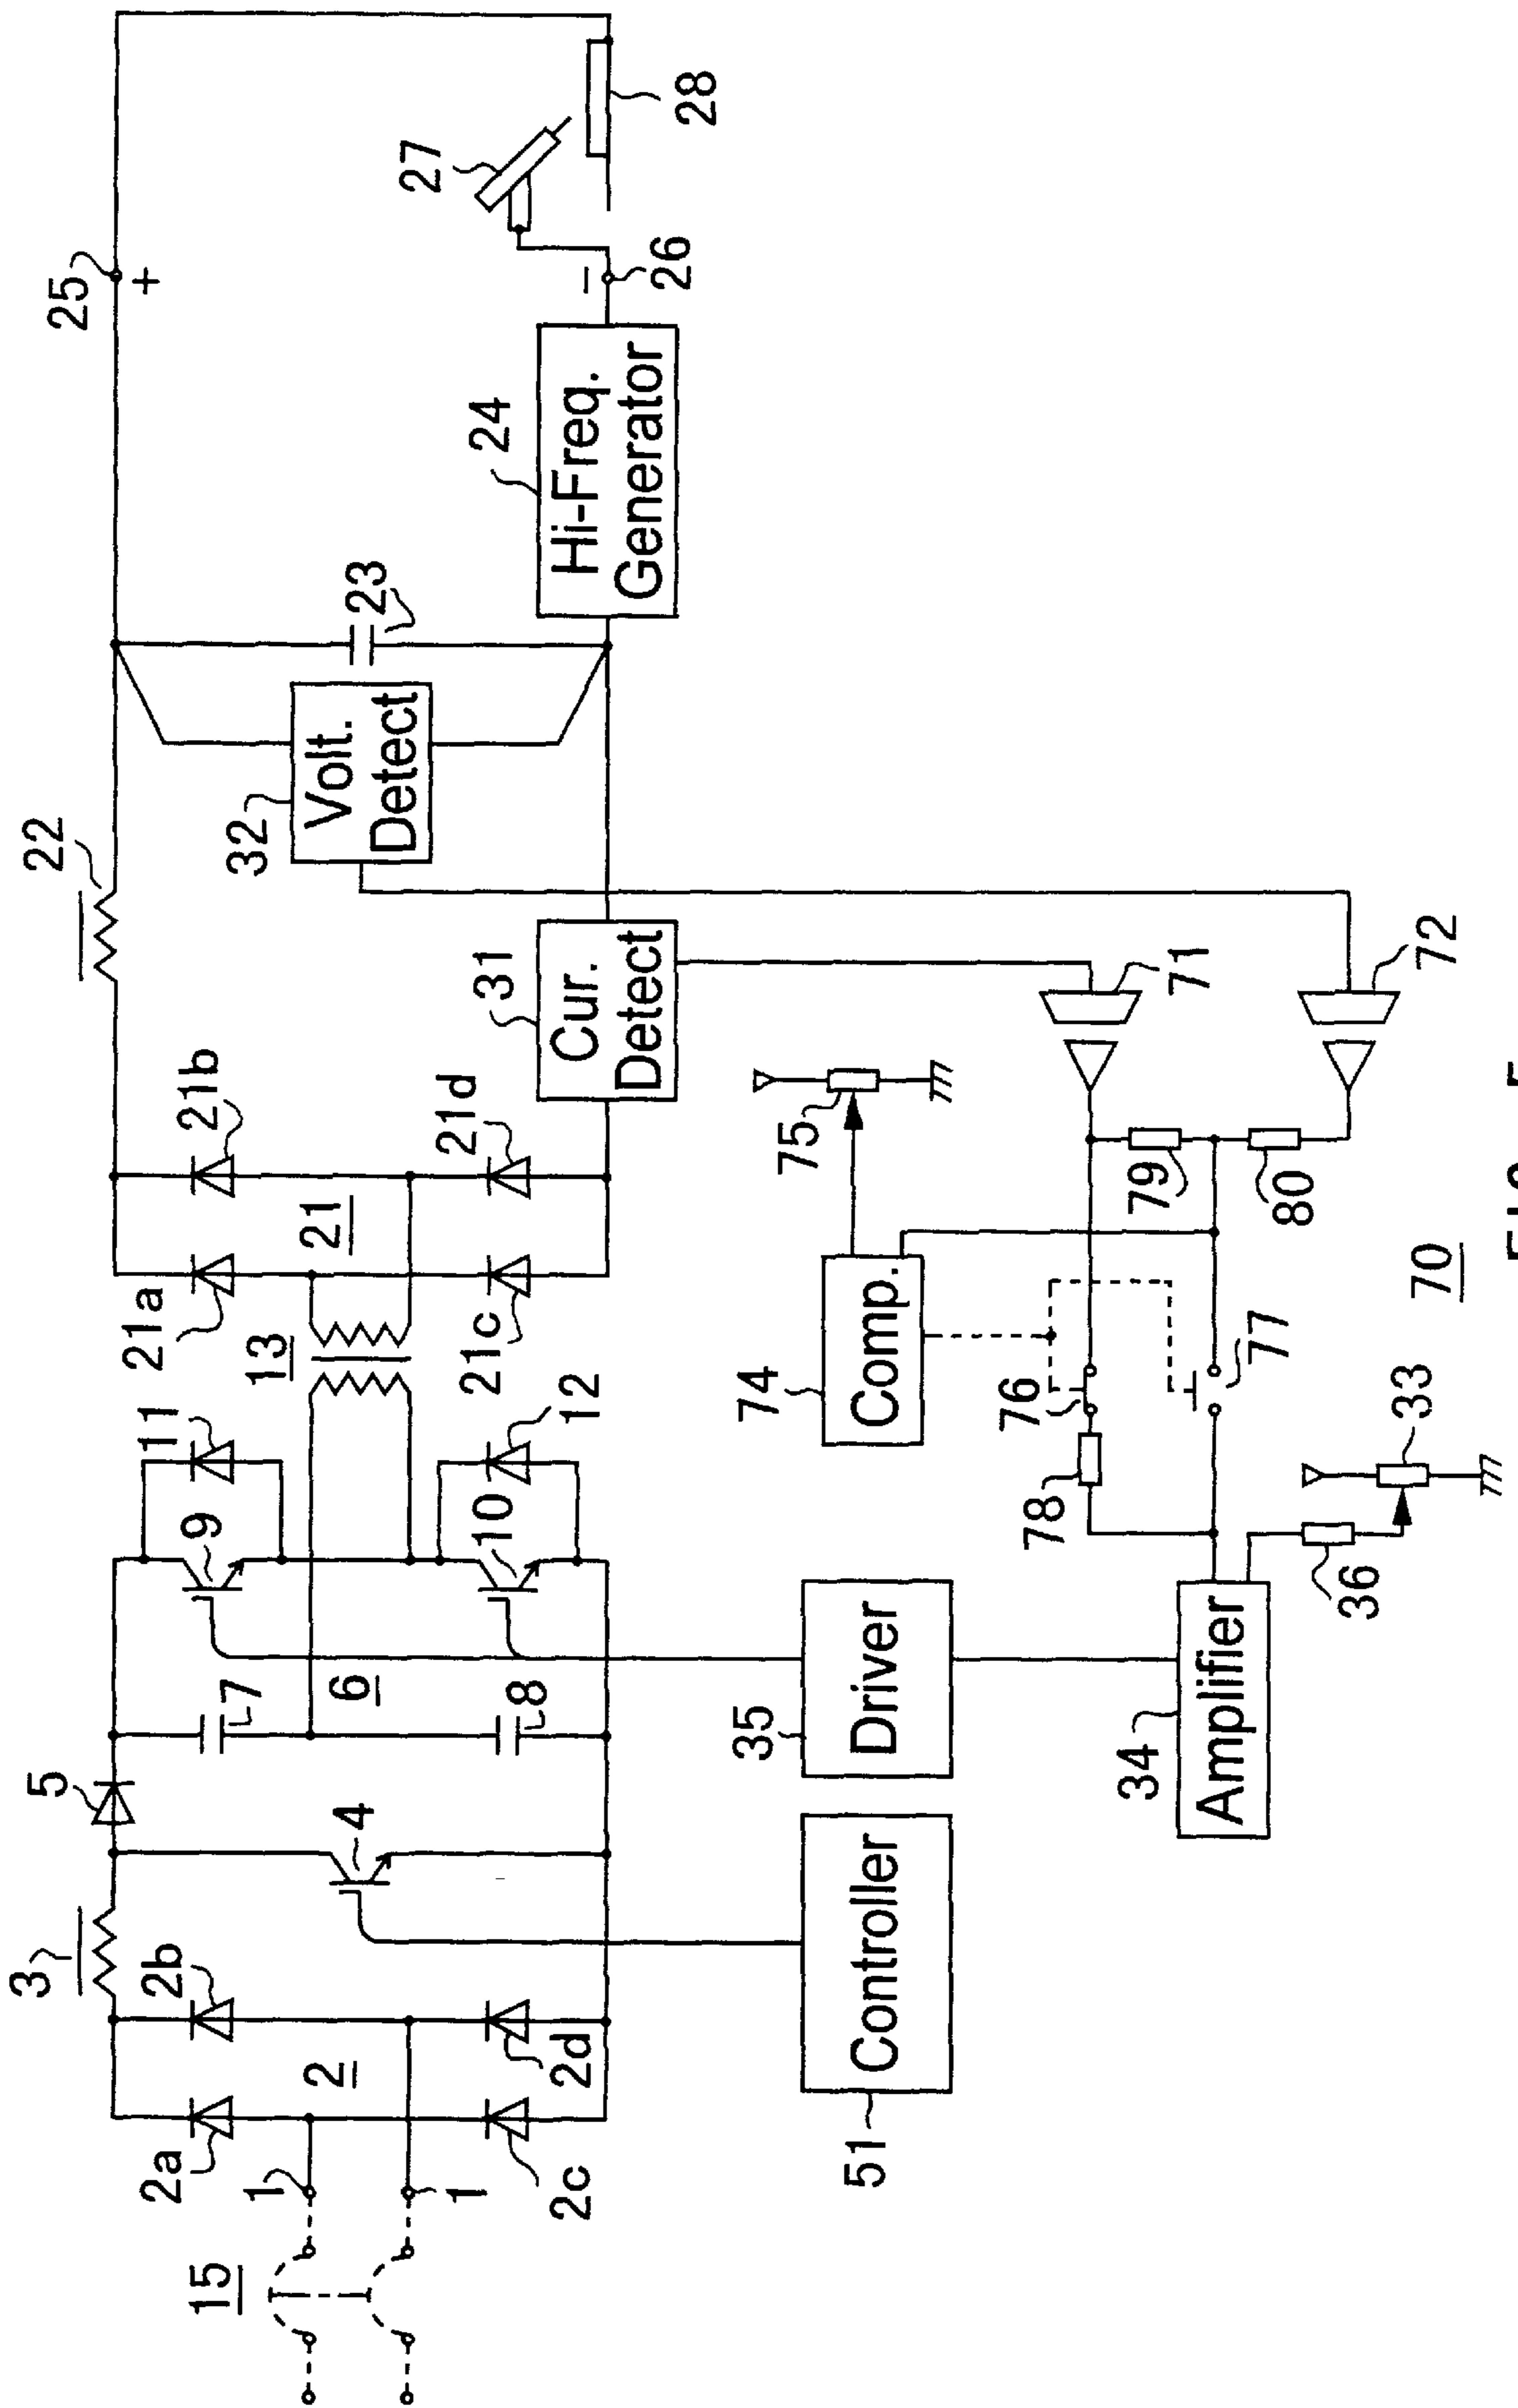 15
1
1
2
2a
2b
2c
2d
3
4
5
6
7
8
9
10
11
12
13
21
21a
21b
21c
21d
22
23
24
Hi-Freq.
Generator
25
+
26
−
27
28
31
Cur.
Detect
32
Volt.
Detect
51
Controller
35
Driver
34
Amplifier
36
33
74
Comp.
75
76
77
78
79
80
71
72
70